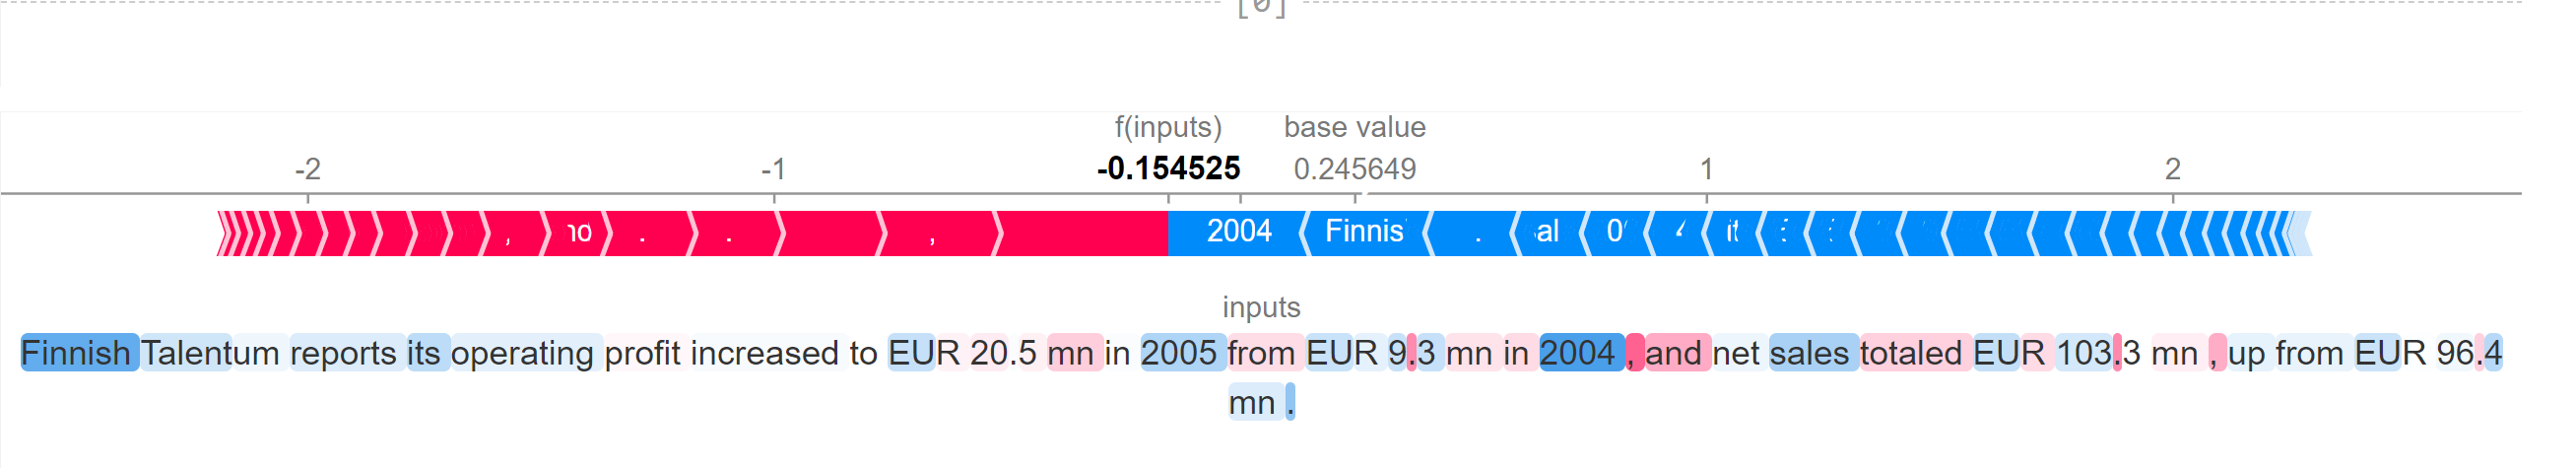 [0]
f(inputs) base value
-2 -1 -0.154525 0.245649 1 2
, . . , 2004 Finnis . al 0 it
inputs
Finnish Talentum reports its operating profit increased to EUR 20.5 mn in 2005 from EUR 9.3 mn in 2004 , and net sales totaled EUR 103.3 mn , up from EUR 96.4
mn .